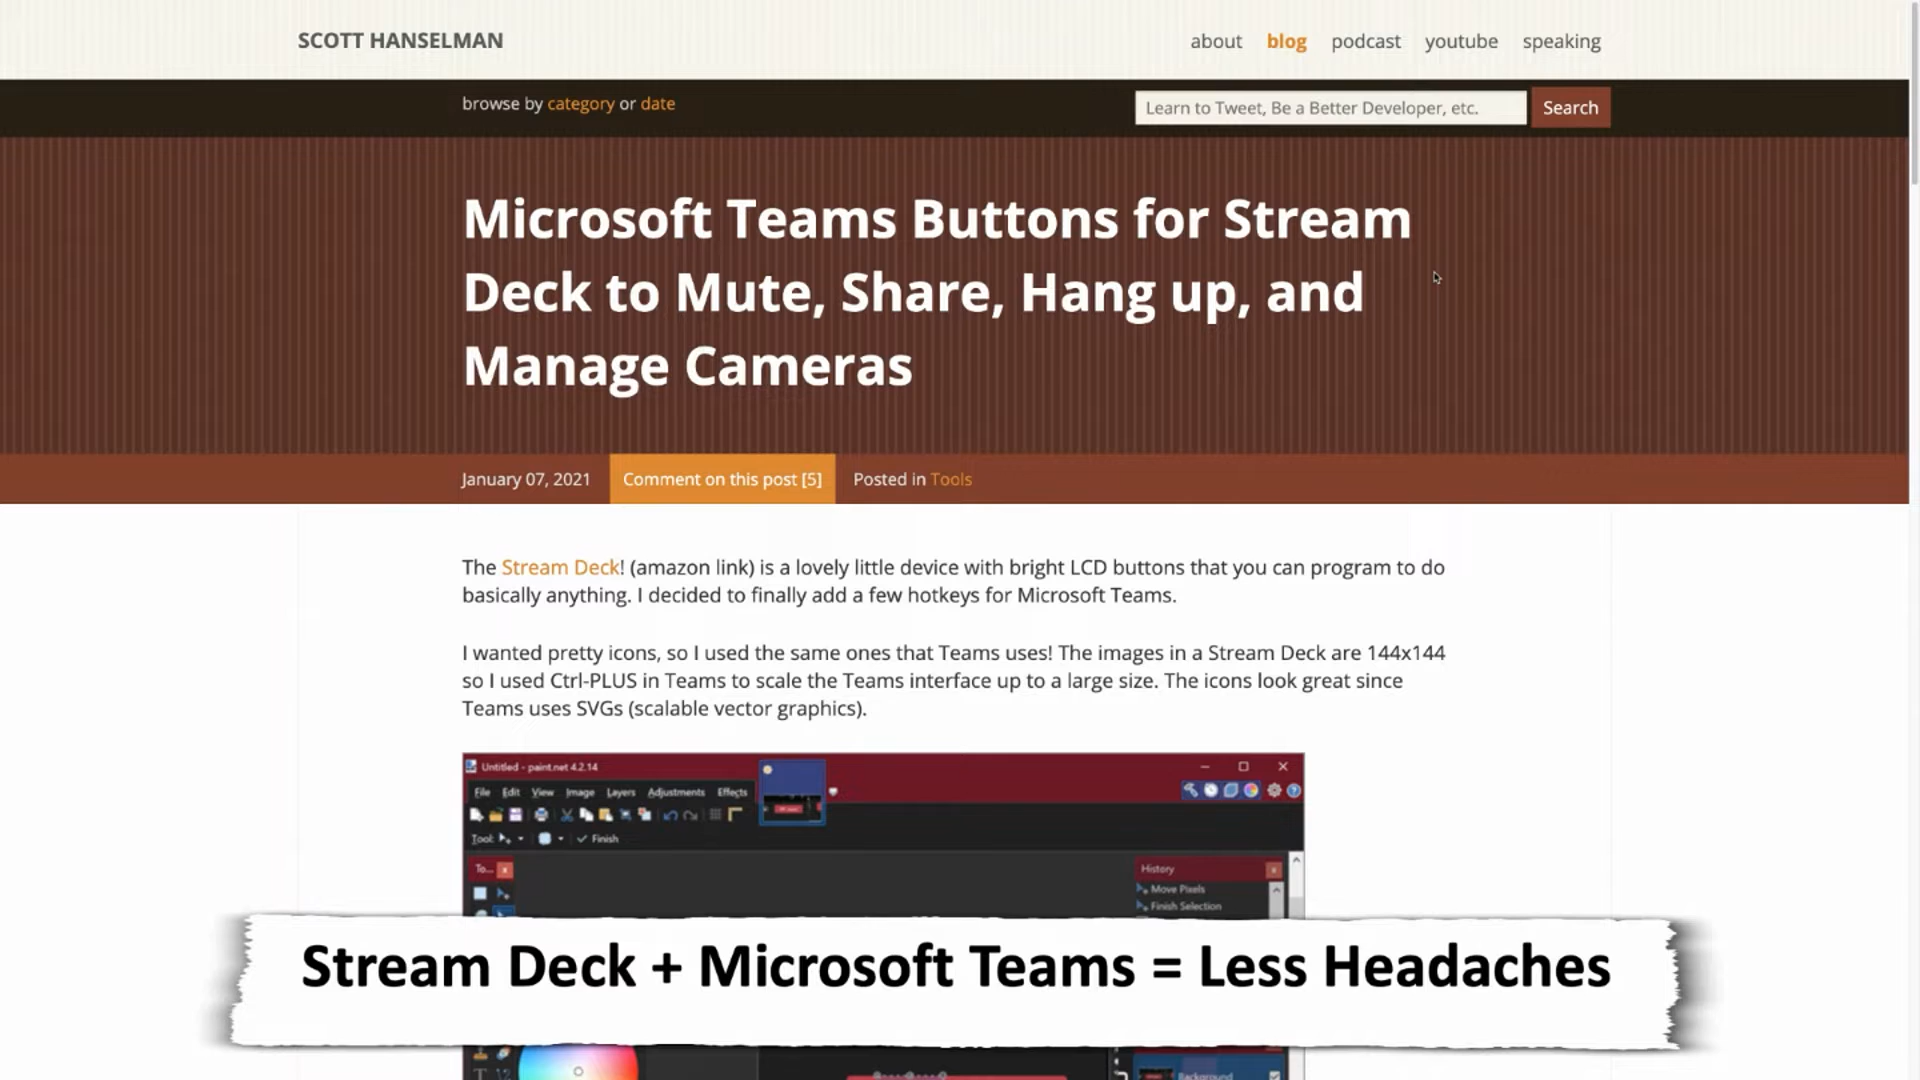 SCOTT HANSELMAN
about blog podcast youtube speaking
browse by category or date
Learn to Tweet, Be a Better Developer, etc.
Search
Microsoft Teams Buttons for Stream
Deck to Mute, Share, Hang up, and
Manage Cameras
January 07, 2021
Comment on this post [5]
Posted in Tools
The Stream Deck! (amazon link) is a lovely little device with bright LCD buttons that you can program to do
basically anything. I decided to finally add a few hotkeys for Microsoft Teams.
I wanted pretty icons, so I used the same ones that Teams uses! The images in a Stream Deck are 144x144
so I used Ctrl-PLUS in Teams to scale the Teams interface up to a large size. The icons look great since
Teams uses SVGs (scalable vector graphics).
Untitled - paint.net 4.2.14
File Edit View Image Layers Adjustments Effects
Tool:
Finish
To...
History
Move Pixels
Finish Selection
Stream Deck + Microsoft Teams = Less Headaches
Background